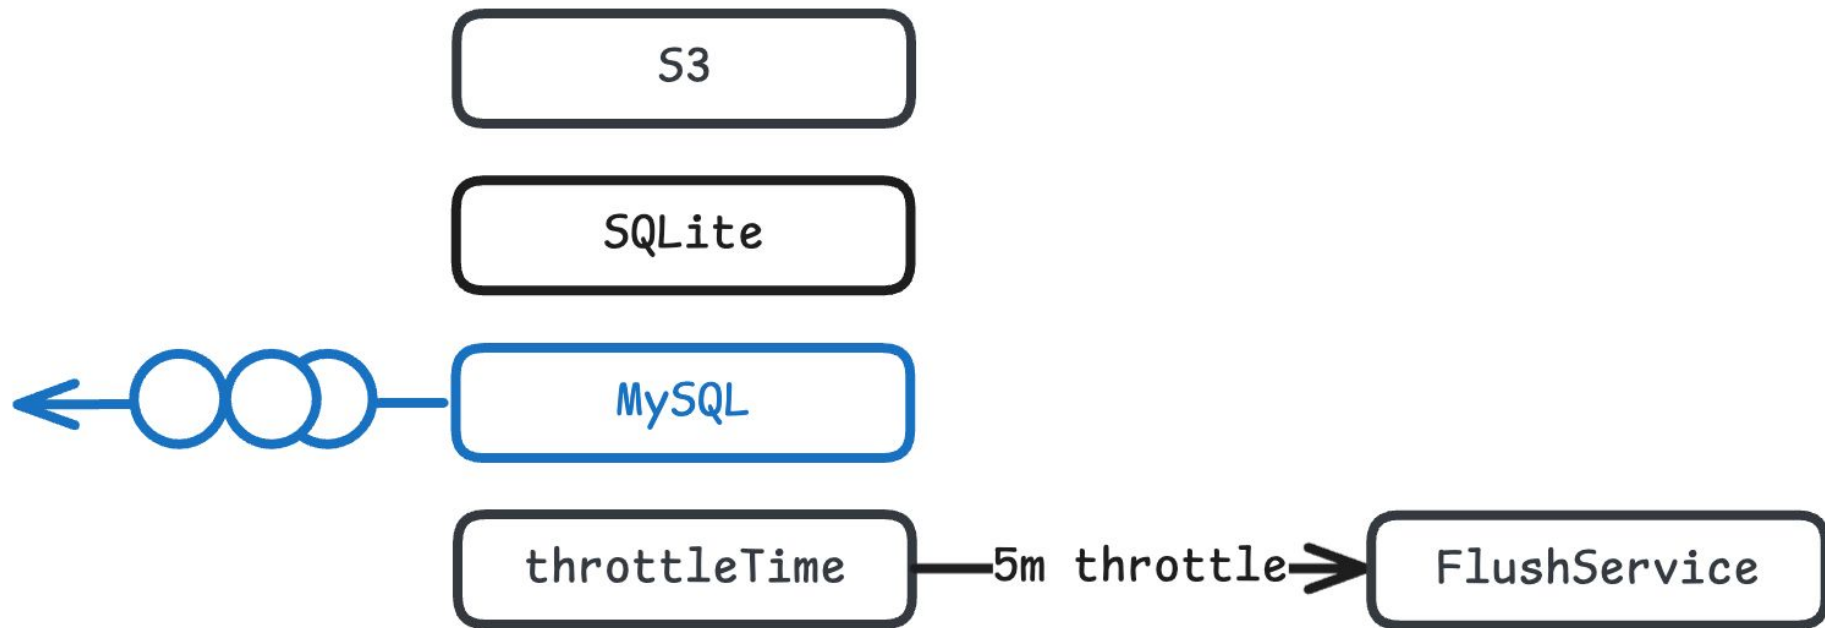 S3
SQLite
MySQL
throttleTime
5m throttle
FlushService